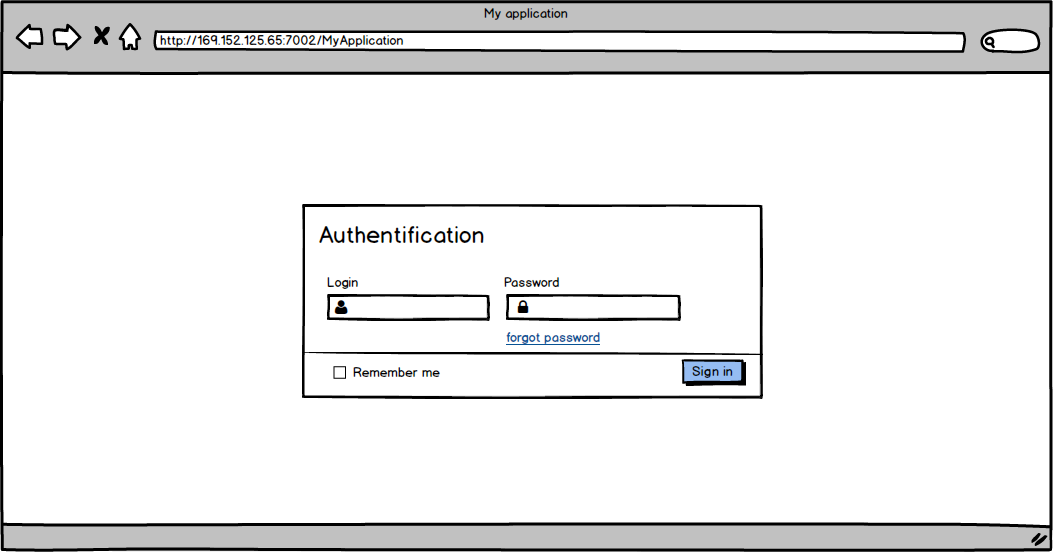 My application
http://169.152.125.65:7002/MyApplication
Authentification
Login Password
forgot password
Remember me Sign in